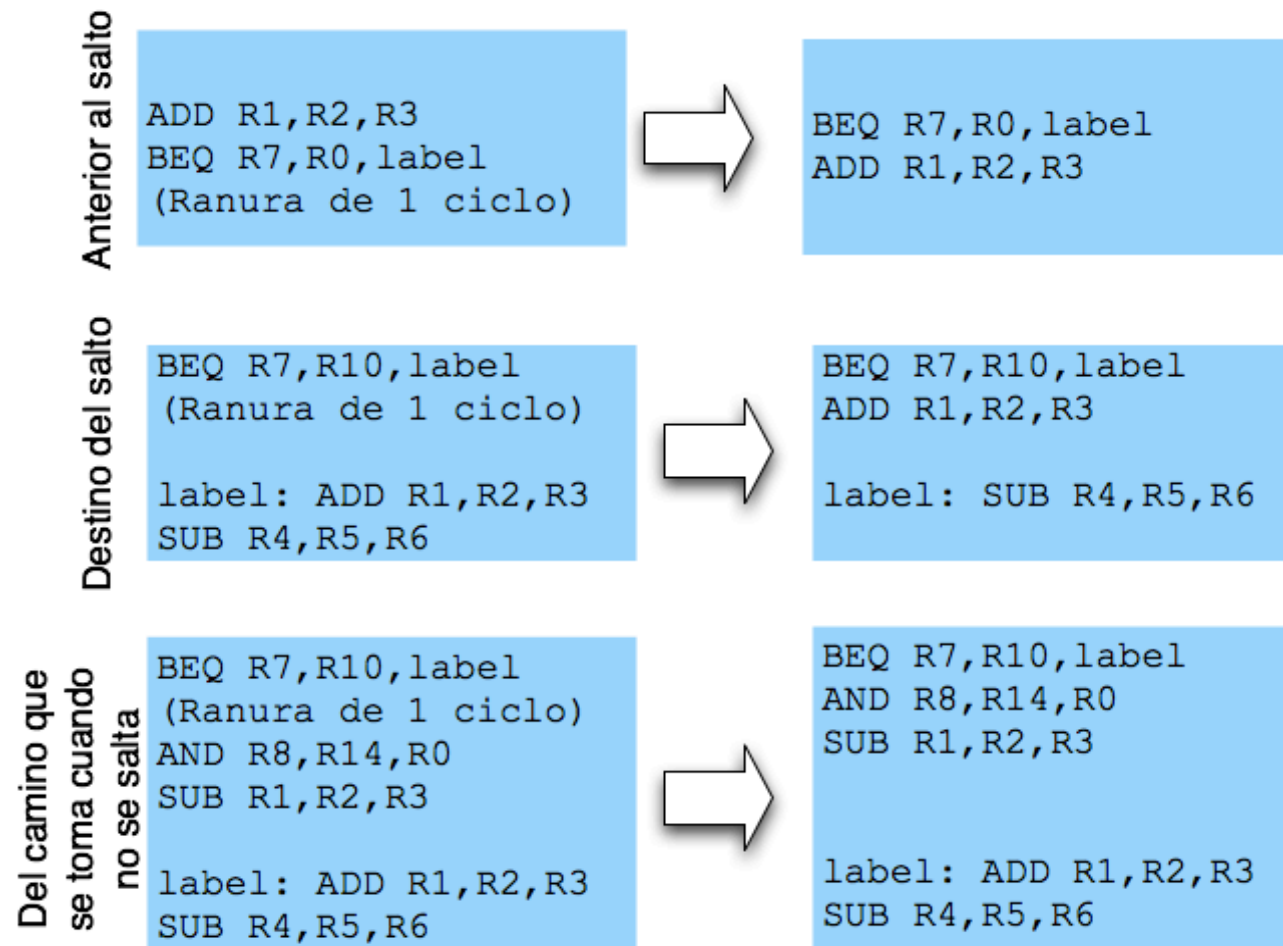 Anterior al salto
ADD R1,R2,R3
BEQ R7,R0,label
(Ranura de 1 ciclo)
BEQ R7,R0,label
ADD R1,R2,R3
Destino del salto
BEQ R7,R10,label
(Ranura de 1 ciclo)
label: ADD R1,R2,R3
SUB R4,R5,R6
BEQ R7,R10,label
ADD R1,R2,R3
label: SUB R4,R5,R6
Del camino que
se toma cuando
no se salta
BEQ R7,R10,label
(Ranura de 1 ciclo)
AND R8,R14,R0
SUB R1,R2,R3
label: ADD R1,R2,R3
SUB R4,R5,R6
BEQ R7,R10,label
AND R8,R14,R0
SUB R1,R2,R3
label: ADD R1,R2,R3
SUB R4,R5,R6